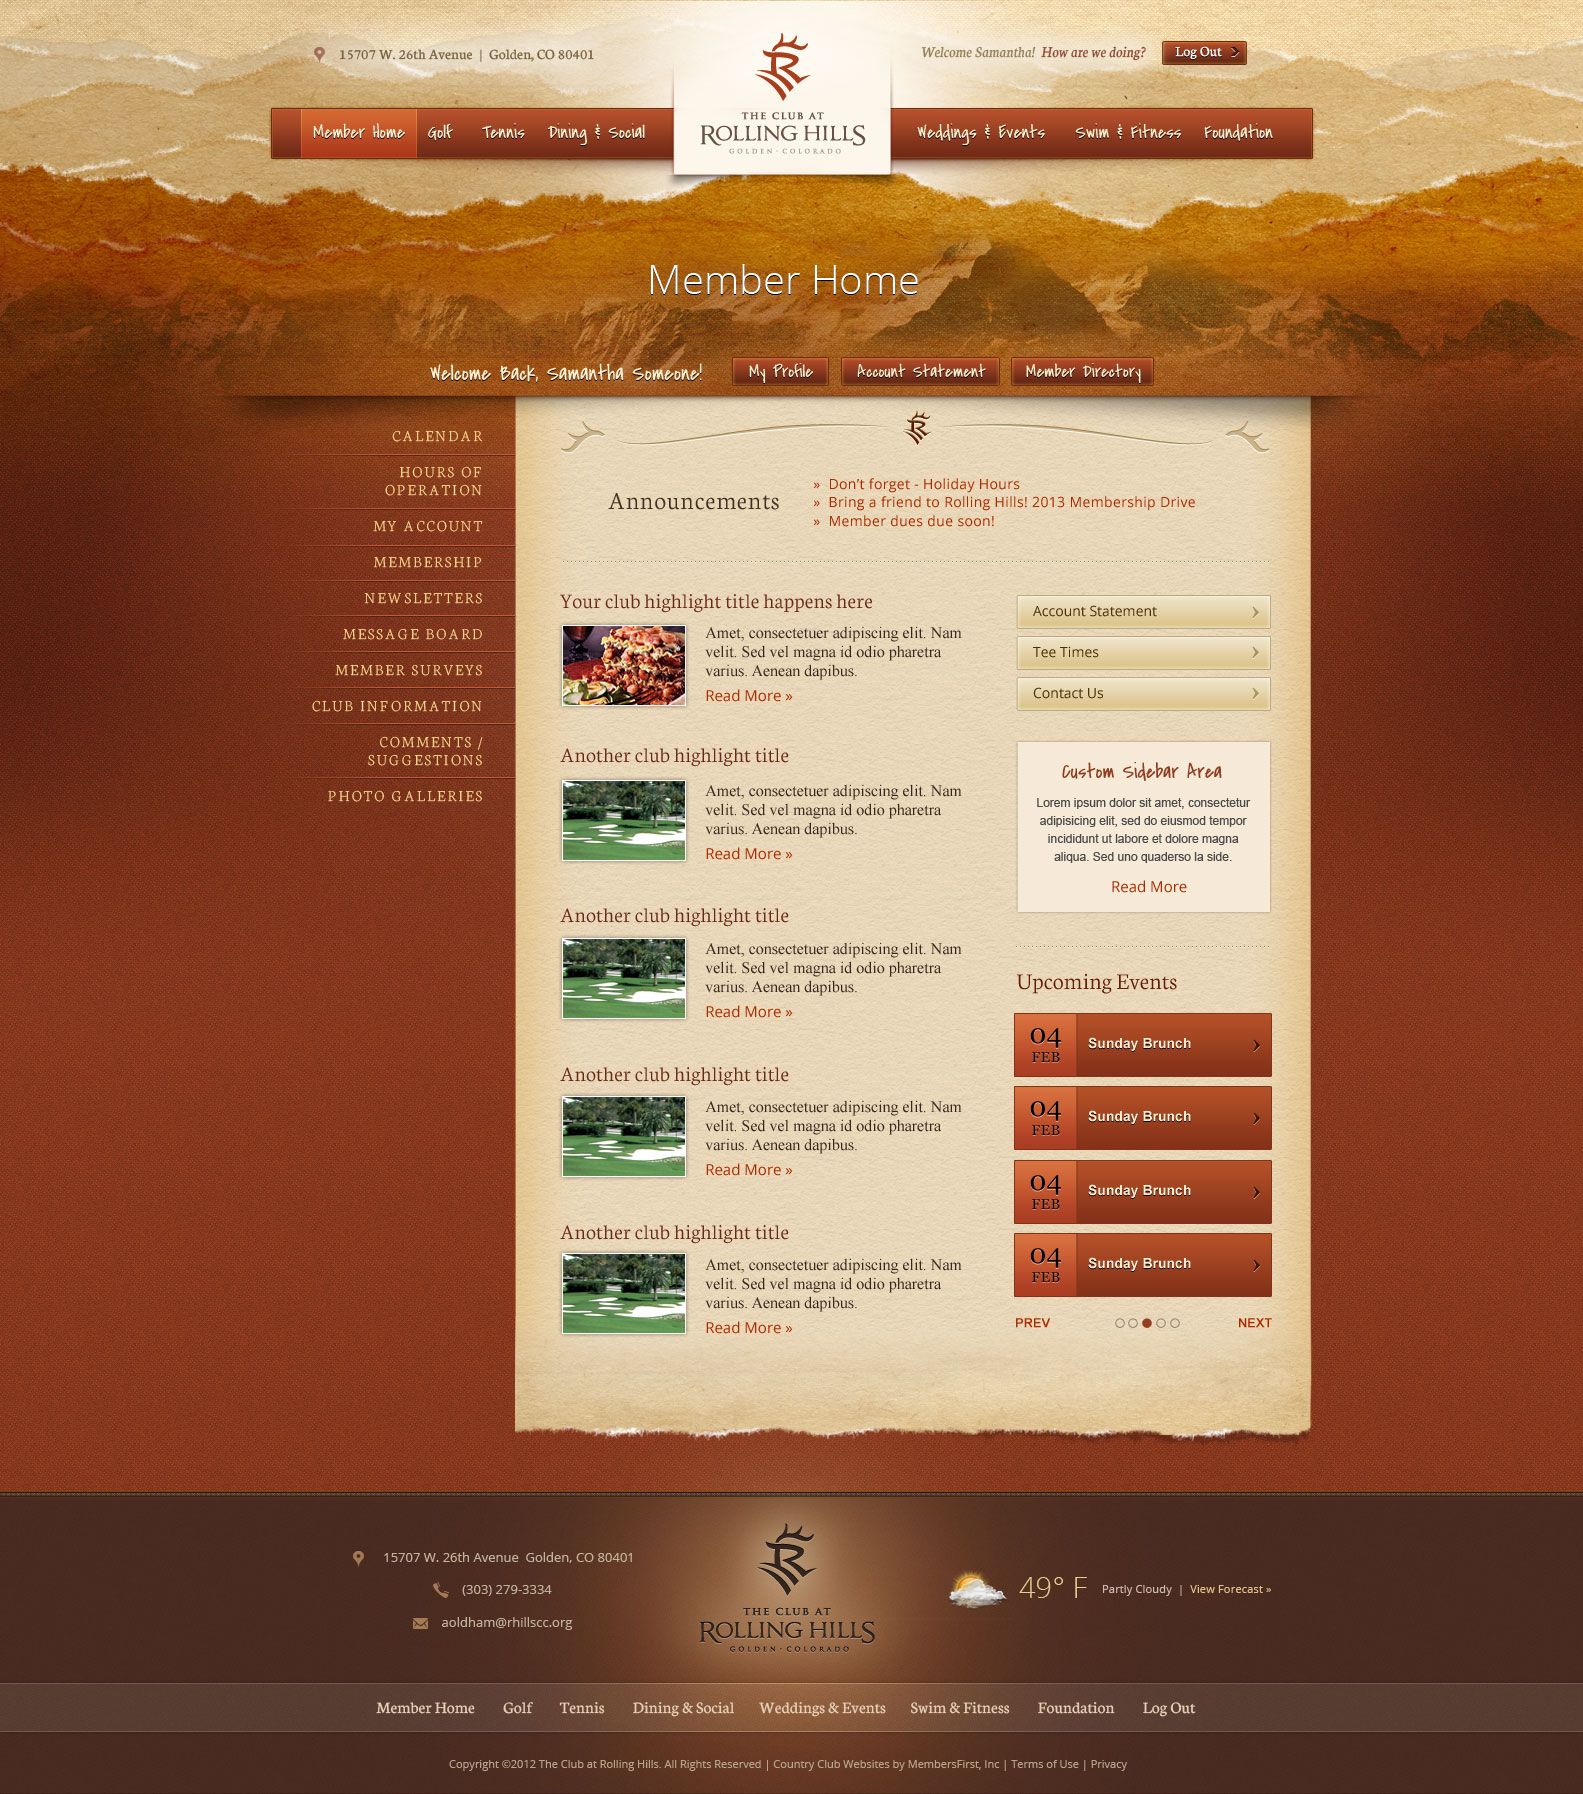 15707 W. 26th Avenue | Golden, CO 80401
Welcome Samantha! How are we doing?
Log Out
THE CLUB AT
ROLLING HILLS
GOLDEN · COLORADO
Member Home
Golf
Tennis
Dining & Social
Weddings & Events
Swim & Fitness
Foundation
Member Home
Welcome Back, Samantha Someone!
My Profile
Account Statement
Member Directory
CALENDAR
HOURS OF
OPERATION
MY ACCOUNT
MEMBERSHIP
NEWSLETTERS
MESSAGE BOARD
MEMBER SURVEYS
CLUB INFORMATION
COMMENTS /
SUGGESTIONS
PHOTO GALLERIES
Announcements
» Don't forget - Holiday Hours
» Bring a friend to Rolling Hills! 2013 Membership Drive
» Member dues due soon!
Your club highlight title happens here
Amet, consectetuer adipiscing elit. Nam
velit. Sed vel magna id odio pharetra
varius. Aenean dapibus.
Read More »
Another club highlight title
Amet, consectetuer adipiscing elit. Nam
velit. Sed vel magna id odio pharetra
varius. Aenean dapibus.
Read More »
Another club highlight title
Amet, consectetuer adipiscing elit. Nam
velit. Sed vel magna id odio pharetra
varius. Aenean dapibus.
Read More »
Another club highlight title
Amet, consectetuer adipiscing elit. Nam
velit. Sed vel magna id odio pharetra
varius. Aenean dapibus.
Read More »
Another club highlight title
Amet, consectetuer adipiscing elit. Nam
velit. Sed vel magna id odio pharetra
varius. Aenean dapibus.
Read More »
Account Statement
Tee Times
Contact Us
Custom Sidebar Area
Lorem ipsum dolor sit amet, consectetur
adipisicing elit, sed do eiusmod tempor
incididunt ut labore et dolore magna
aliqua. Sed uno quaderso la side.
Read More
Upcoming Events
04
FEB
Sunday Brunch
04
FEB
Sunday Brunch
04
FEB
Sunday Brunch
04
FEB
Sunday Brunch
PREV
NEXT
15707 W. 26th Avenue Golden, CO 80401
(303) 279-3334
aoldham@rhillscc.org
THE CLUB AT
ROLLING HILLS
GOLDEN · COLORADO
49° F
Partly Cloudy | View Forecast »
Member Home
Golf
Tennis
Dining & Social
Weddings & Events
Swim & Fitness
Foundation
Log Out
Copyright ©2012 The Club at Rolling Hills. All Rights Reserved | Country Club Websites by MembersFirst, Inc | Terms of Use | Privacy